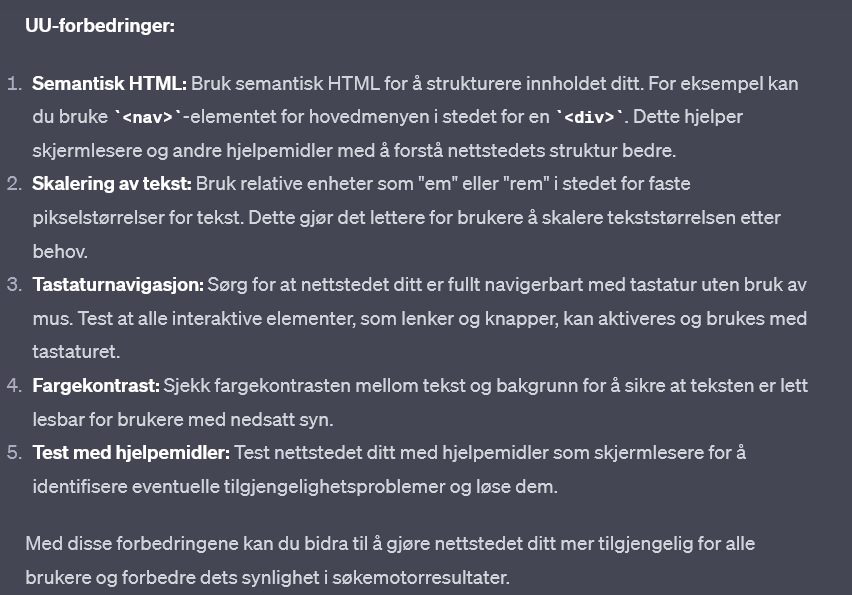 UU-forbedringer:
1. Semantisk HTML: Bruk semantisk HTML for å strukturere innholdet ditt. For eksempel kan
du bruke `<nav>`-elementet for hovedmenyen i stedet for en `<div>`. Dette hjelper
skjermlesere og andre hjelpemidler med å forstå nettstedets struktur bedre.
2. Skalering av tekst: Bruk relative enheter som "em" eller "rem" i stedet for faste
pikselstørrelser for tekst. Dette gjør det lettere for brukere å skalere tekststørrelsen etter
behov.
3. Tastaturnavigasjon: Sørg for at nettstedet ditt er fullt navigerbart med tastatur uten bruk av
mus. Test at alle interaktive elementer, som lenker og knapper, kan aktiveres og brukes med
tastaturet.
4. Fargekontrast: Sjekk fargekontrasten mellom tekst og bakgrunn for å sikre at teksten er lett
lesbar for brukere med nedsatt syn.
5. Test med hjelpemidler: Test nettstedet ditt med hjelpemidler som skjermlesere for å
identifisere eventuelle tilgjengelighetsproblemer og løse dem.
Med disse forbedringene kan du bidra til å gjøre nettstedet ditt mer tilgjengelig for alle
brukere og forbedre dets synlighet i søkemotorresultater.